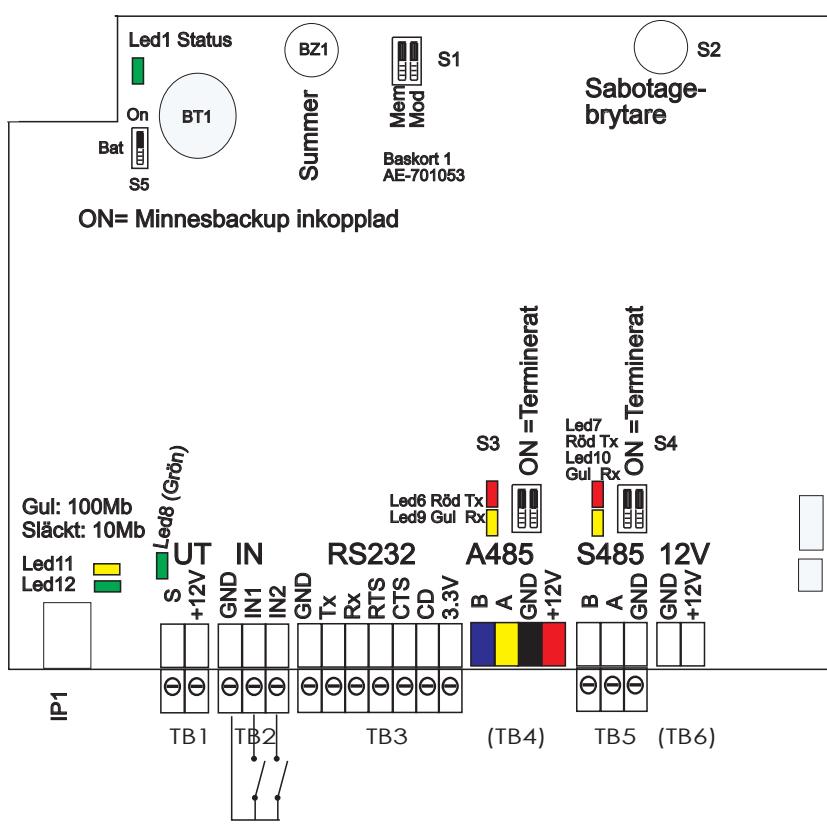 Led1 Status
BZ1
S1
S2
Mem
Mod
Summer
Sabotage-
brytare
On
BT1
Bat
S5
Baskort 1
AE-701053
ON= Minnesbackup inkopplad
ON =Terminerat
ON =Terminerat
S3
Led7
Röd Tx
Led10
Gul Rx
S4
Led6 Röd Tx
Led9 Gul Rx
Gul: 100Mb
Släckt: 10Mb
Led8 (Grön)
Led11
Led12
UT
IN
RS232
A485
S485
12V
S
+12V
GND
IN1
IN2
GND
Tx
Rx
RTS
CTS
CD
3.3V
B
A
GND
+12V
B
A
GND
GND
+12V
IP1
TB1
TB2
TB3
(TB4)
TB5
(TB6)